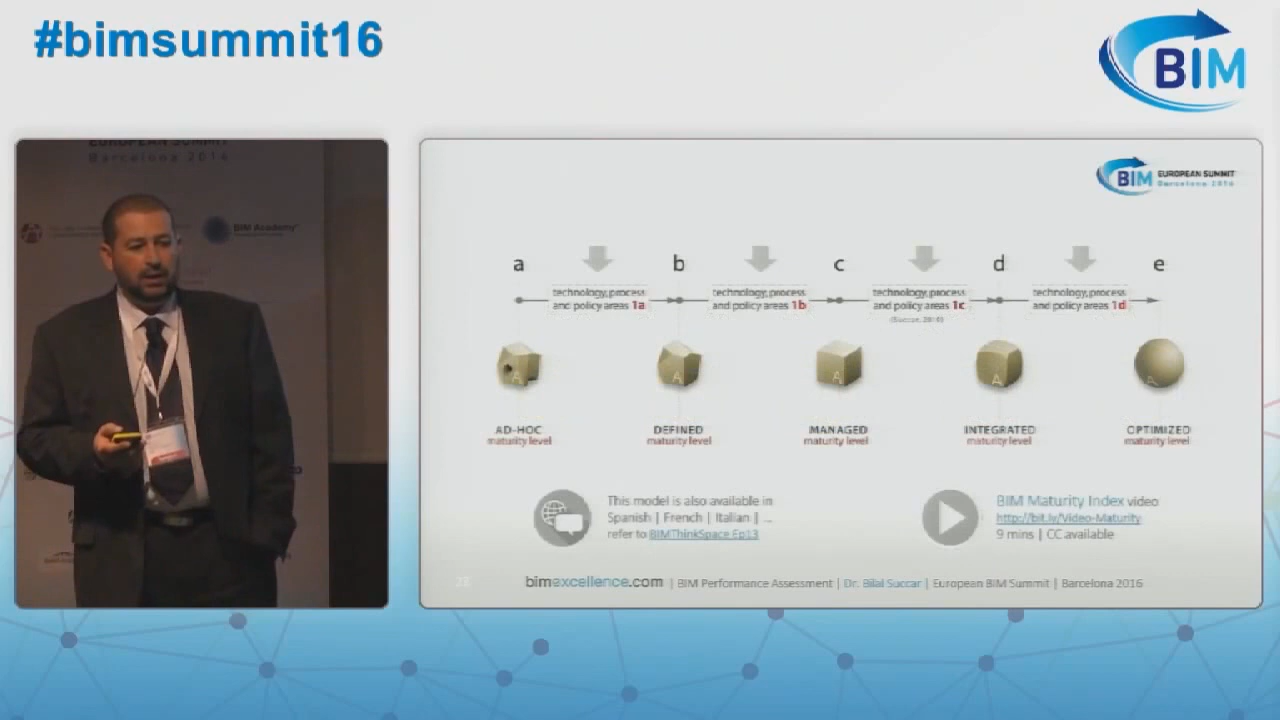 #bimsummit16
BIM
EUROPEAN SUMMIT
Barcelona 2016
BIM Academy
BIM EUROPEAN SUMMIT
Barcelona 2016
a b c d e
technology, process
and policy areas 1a
technology, process
and policy areas 1b
technology, process
and policy areas 1c
(Succar, 2010)
technology, process
and policy areas 1d
A A A A A
AD-HOC
maturity level
DEFINED
maturity level
MANAGED
maturity level
INTEGRATED
maturity level
OPTIMIZED
maturity level
This model is also available in
Spanish | French | Italian | ...
refer to BIMThinkSpace Ep13
BIM Maturity Index video
http://bit.ly/Video-Maturity
9 mins | CC available
22 bimexcellence.com | BIM Performance Assessment | Dr. Bilal Succar | European BIM Summit | Barcelona 2016